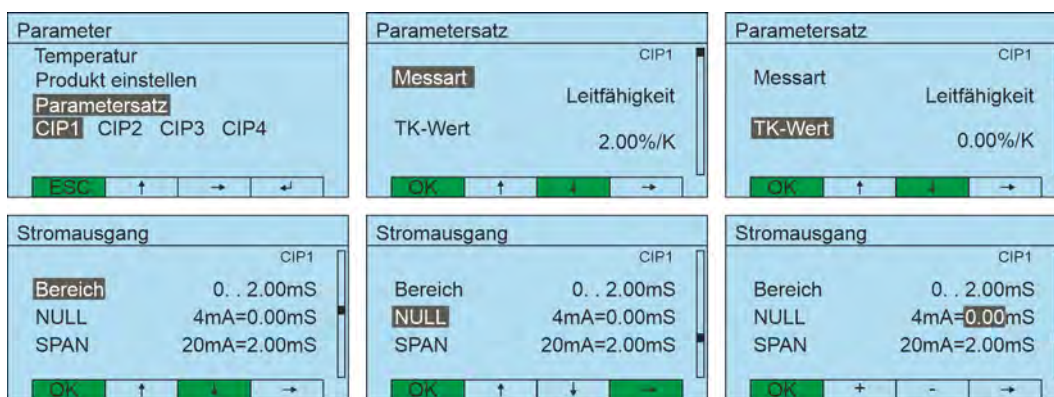 Parameter
Temperatur
Produkt einstellen
Parametersatz
CIP1 CIP2 CIP3 CIP4
ESC ↑ → ↵
Parametersatz
CIP1
Messart
Leitfähigkeit
TK-Wert
2.00%/K
OK ↑ ↓ →
Parametersatz
CIP1
Messart
Leitfähigkeit
TK-Wert
0.00%/K
OK ↑ ↓ →
Stromausgang
CIP1
Bereich 0. . 2.00mS
NULL 4mA=0.00mS
SPAN 20mA=2.00mS
OK ↑ ↓ →
Stromausgang
CIP1
Bereich 0. . 2.00mS
NULL 4mA=0.00mS
SPAN 20mA=2.00mS
OK ↑ ↓ →
Stromausgang
CIP1
Bereich 0. . 2.00mS
NULL 4mA=0.00mS
SPAN 20mA=2.00mS
OK + - →